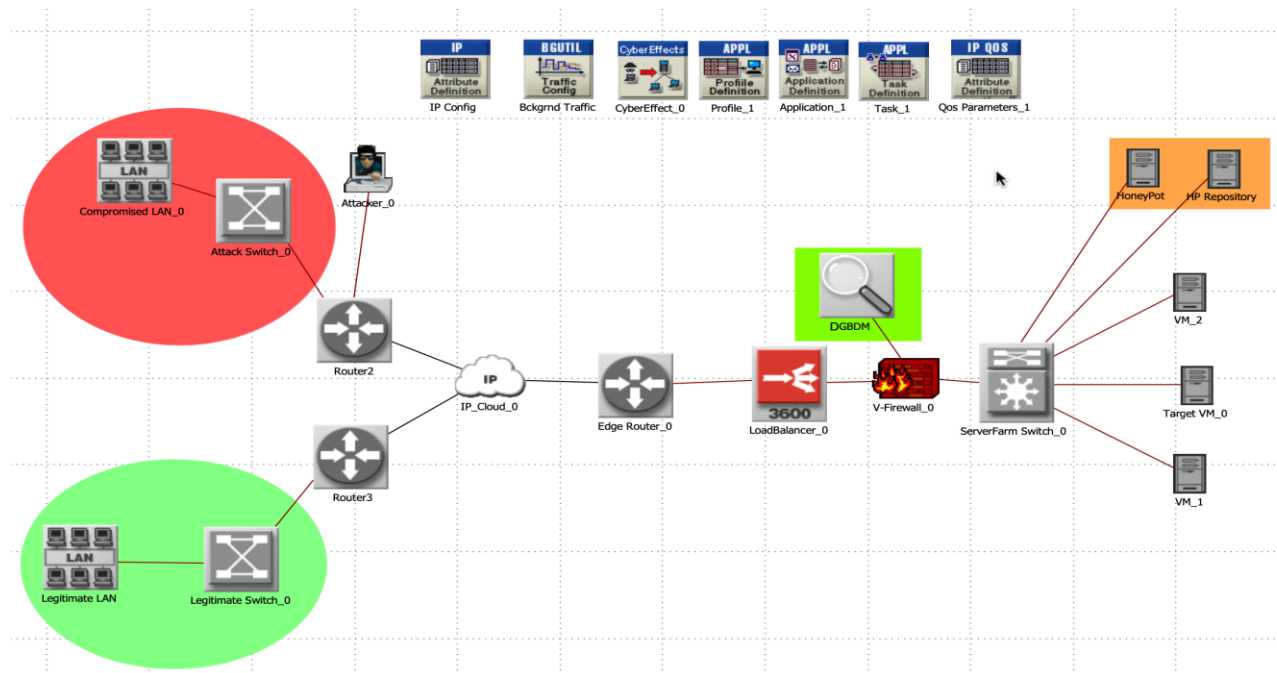 IP
Attribute
Definition
IP Config
BGUTIL
Traffic
Config
Bckgrnd Traffic
CyberEffects
CyberEffect_0
APPL
Profile
Definition
Profile_1
APPL
Application
Definition
Application_1
APPL
Task
Definition
Task_1
IP QOS
Attribute
Definition
Qos Parameters_1
LAN
Compromised LAN_0
Attack Switch_0
Attacker_0
Router2
IP
IP_Cloud_0
Edge Router_0
3600
LoadBalancer_0
DGBDM
V-Firewall_0
ServerFarm Switch_0
HoneyPot
HP Repository
VM_2
Target VM_0
VM_1
Router3
LAN
Legitimate LAN
Legitimate Switch_0